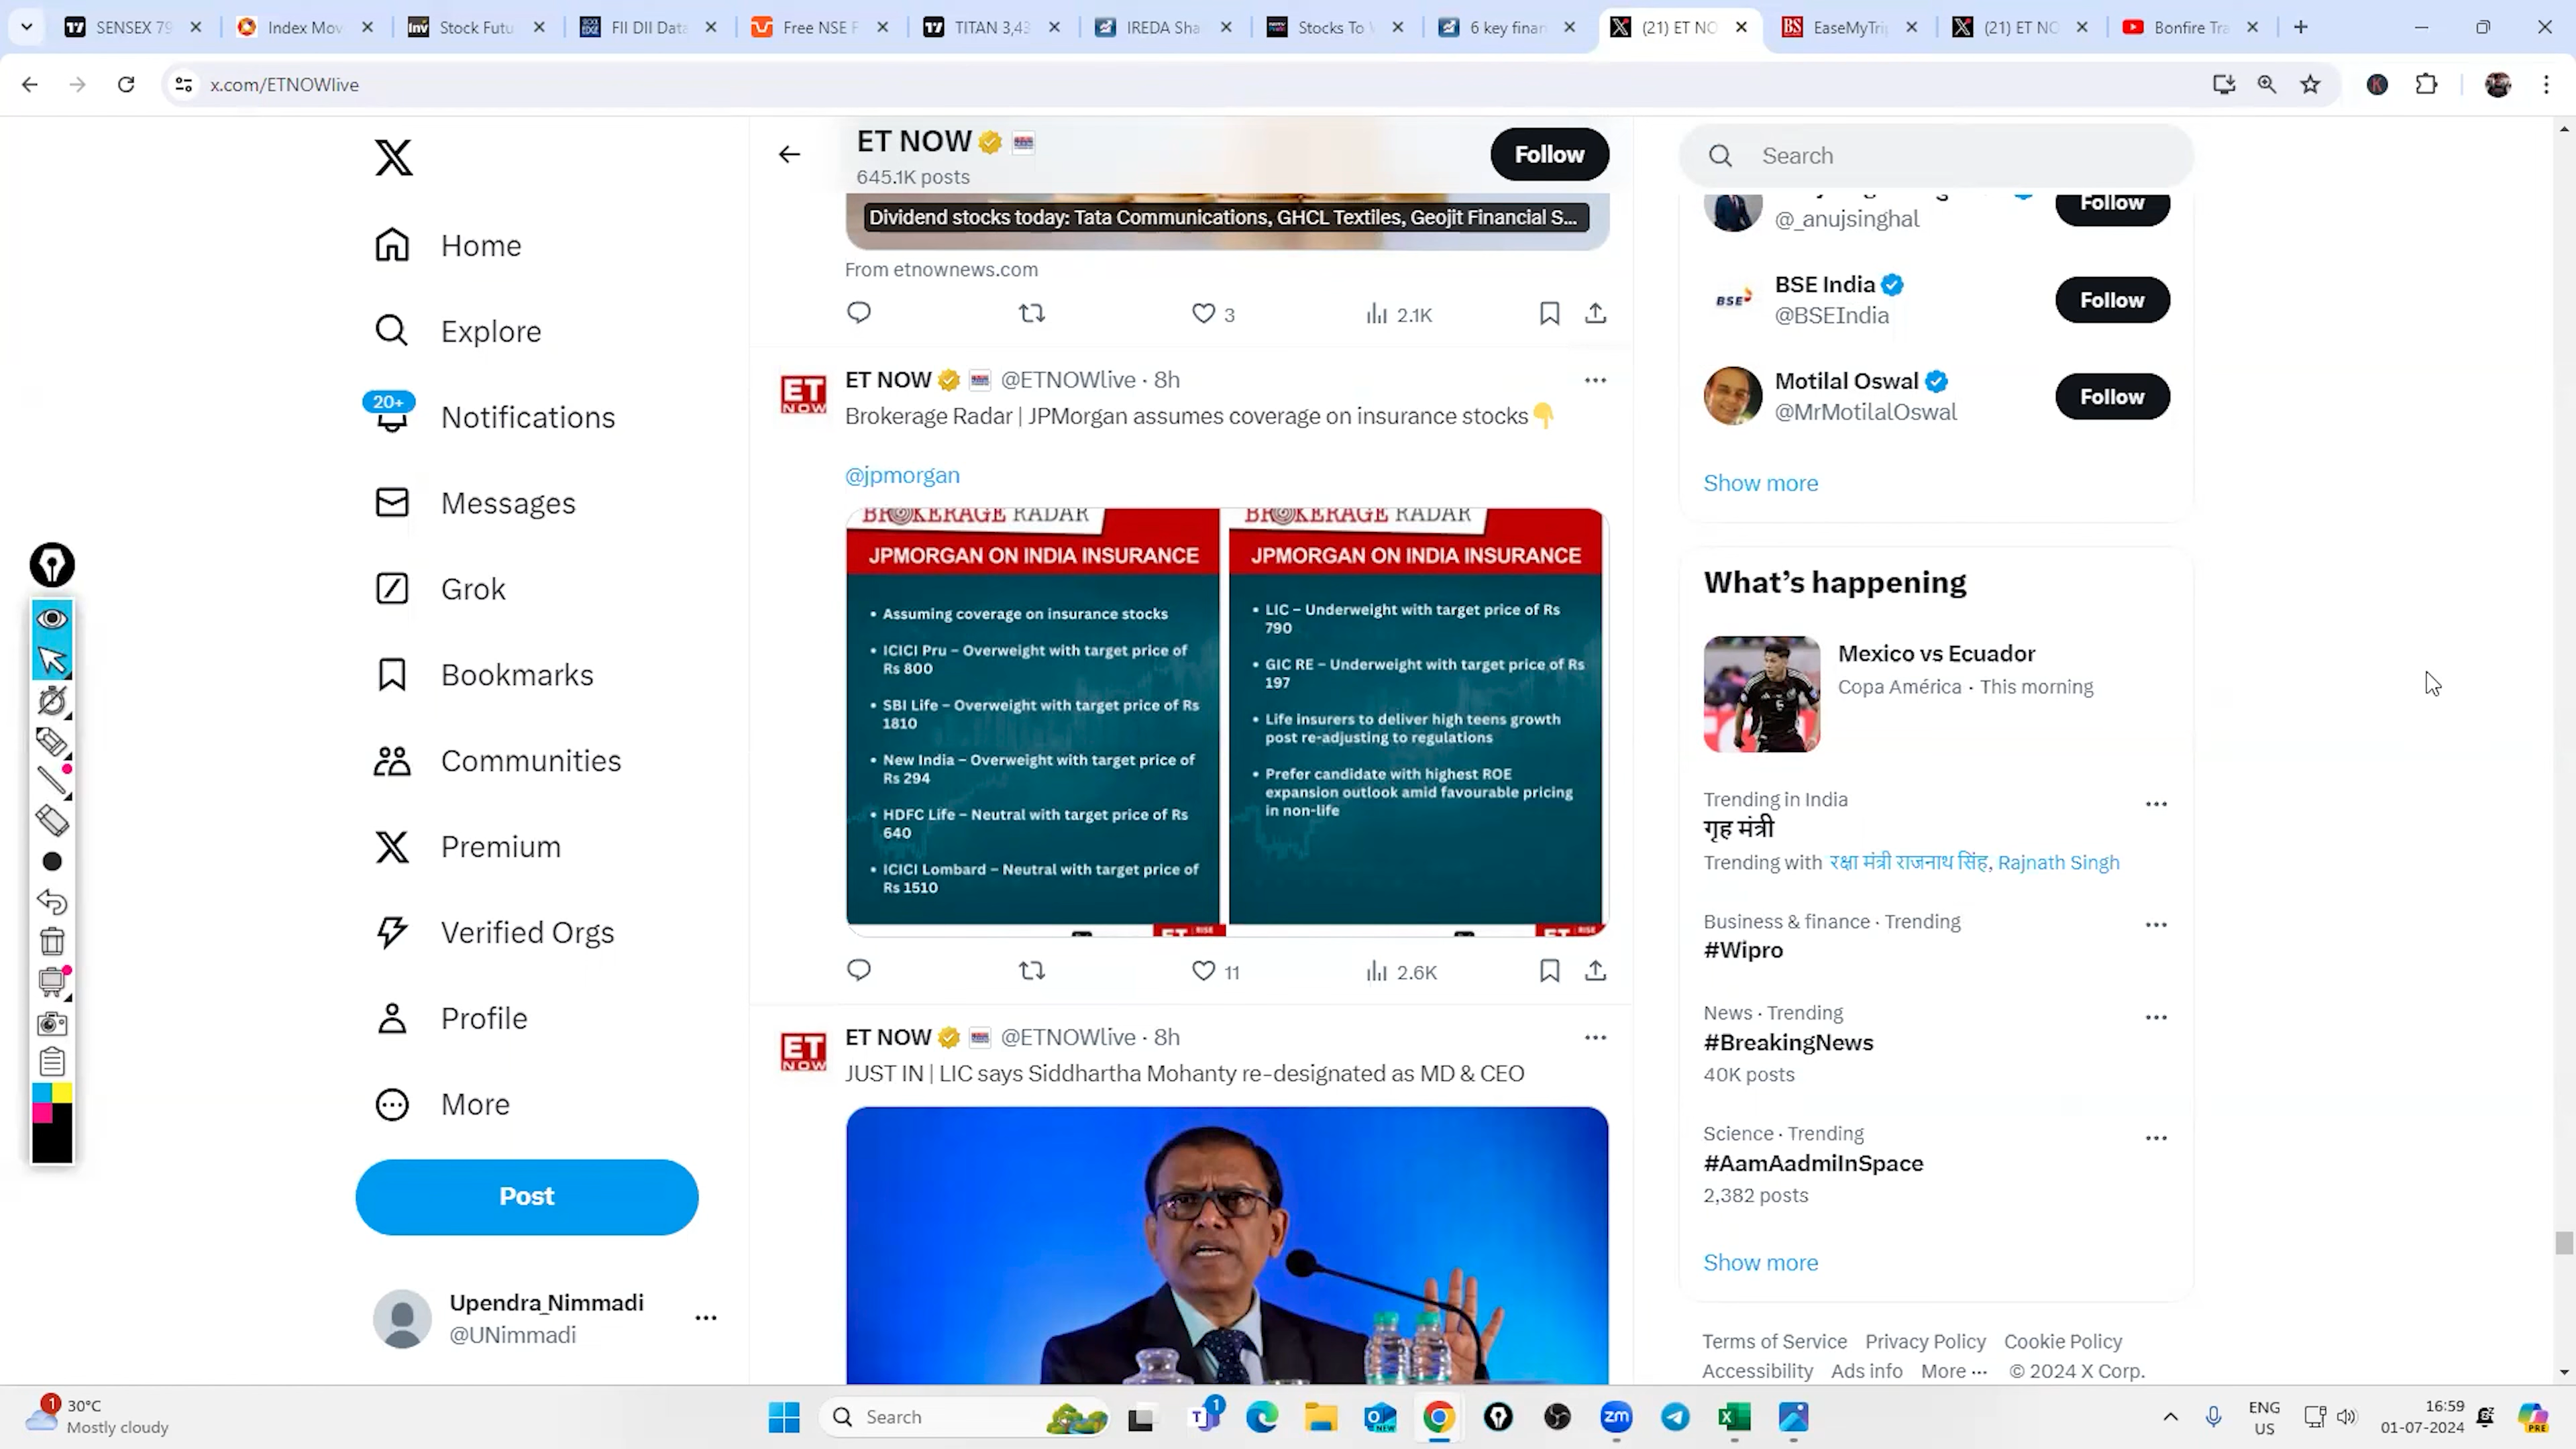 SENSEX 79
Index Mov
Stock Futu
FII DII Data
Free NSE F
TITAN 3,43
IREDA Sha
Stocks To
6 key finan
(21) ET NO
EaseMyTri
(21) ET NO
Bonfire Tra
x.com/ETNOWlive
Home
Explore
20+
Notifications
Messages
Grok
Bookmarks
Communities
Premium
Verified Orgs
Profile
More
Post
Upendra_Nimmadi
@UNimmadi
ET NOW
645.1K posts
Follow
Dividend stocks today: Tata Communications, GHCL Textiles, Geojit Financial S...
From etnownews.com
3
2.1K
ET NOW
ET NOW @ETNOWlive · 8h
Brokerage Radar | JPMorgan assumes coverage on insurance stocks👇
@jpmorgan
BROKERAGE RADAR
JPMORGAN ON INDIA INSURANCE
• Assuming coverage on insurance stocks
• ICICI Pru – Overweight with target price of
Rs 800
• SBI Life – Overweight with target price of Rs
1810
• New India – Overweight with target price of
Rs 294
• HDFC Life – Neutral with target price of Rs
640
• ICICI Lombard – Neutral with target price of
Rs 1510
ET RISE
BROKERAGE RADAR
JPMORGAN ON INDIA INSURANCE
• LIC – Underweight with target price of Rs
790
• GIC RE – Underweight with target price of Rs
197
• Life insurers to deliver high teens growth
post re-adjusting to regulations
• Prefer candidate with highest ROE
expansion outlook amid favourable pricing
in non-life
ET RISE
11
2.6K
ET NOW
ET NOW @ETNOWlive · 8h
JUST IN | LIC says Siddhartha Mohanty re-designated as MD & CEO
Search
@_anujsinghal
Follow
BSE
BSE India
@BSEIndia
Follow
Motilal Oswal
@MrMotilalOswal
Follow
Show more
What's happening
Mexico vs Ecuador
Copa América · This morning
Trending in India
गृह मंत्री
Trending with रक्षा मंत्री राजनाथ सिंह, Rajnath Singh
Business & finance · Trending
#Wipro
News · Trending
#BreakingNews
40K posts
Science · Trending
#AamAadmiInSpace
2,382 posts
Show more
Terms of Service Privacy Policy Cookie Policy
Accessibility Ads info More ··· © 2024 X Corp.
1
30°C
Mostly cloudy
Search
1
zm
ENG
US
16:59
01-07-2024
PRE